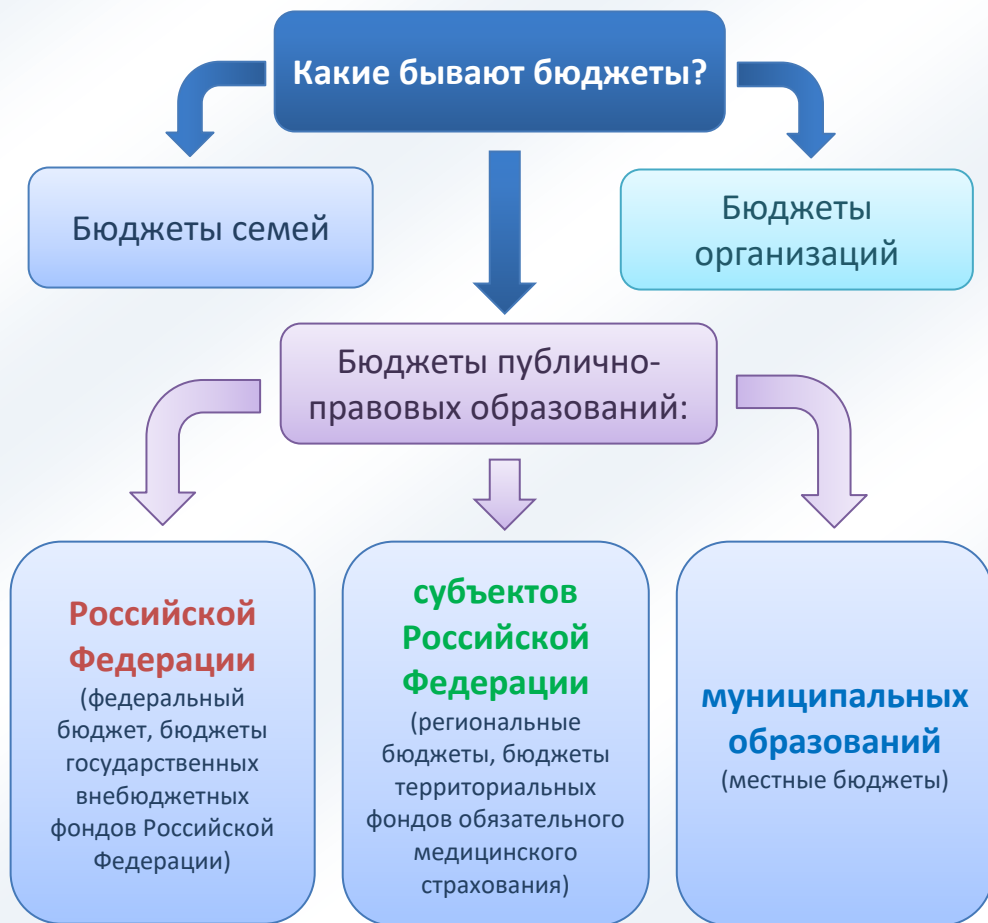 Какие бывают бюджеты?
Бюджеты семей
Бюджеты
организаций
Бюджеты публично-
правовых образований:
Российской
Федерации
(федеральный
бюджет, бюджеты
государственных
внебюджетных
фондов Российской
Федерации)
субъектов
Российской
Федерации
(региональные
бюджеты, бюджеты
территориальных
фондов обязательного
медицинского
страхования)
муниципальных
образований
(местные бюджеты)